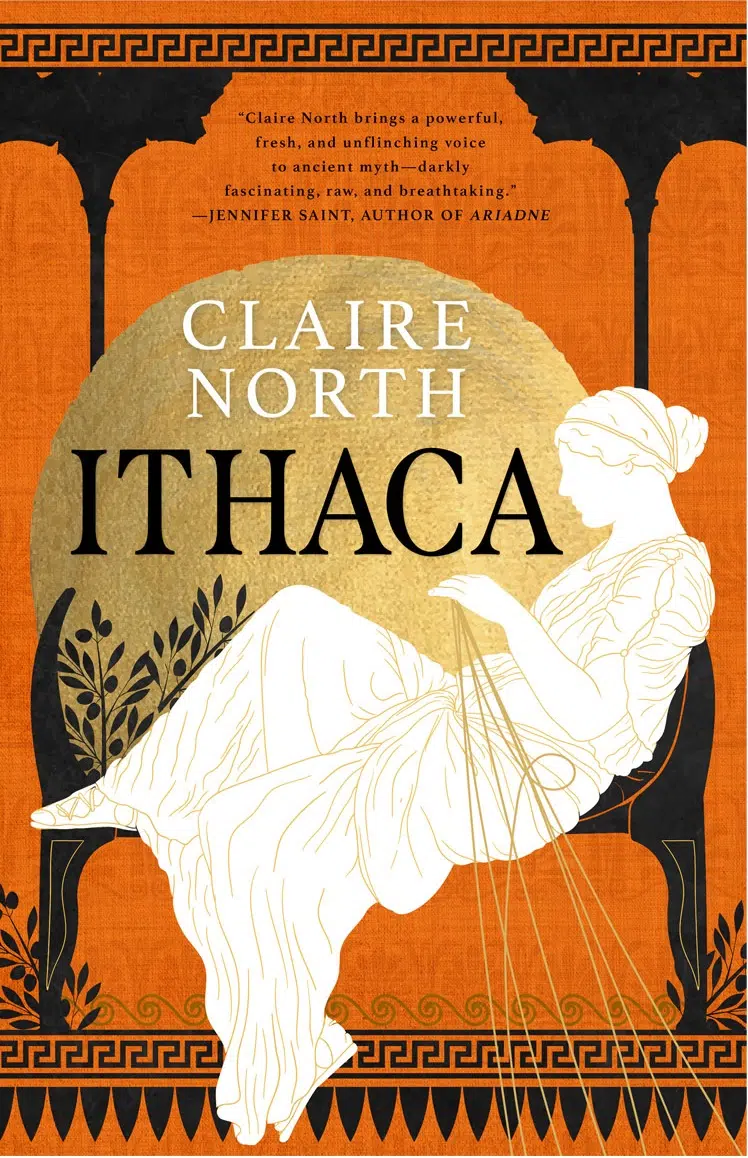 “Claire North brings a powerful,
fresh, and unflinching voice
to ancient myth—darkly
fascinating, raw, and breathtaking.”
—JENNIFER SAINT, AUTHOR OF ARIADNE
CLAIRE
NORTH
ITHACA